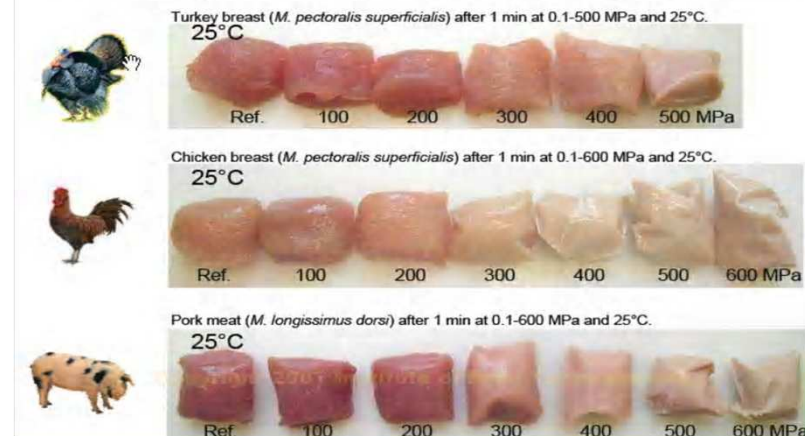 Turkey breast (M. pectoralis superficialis) after 1 min at 0.1-500 MPa and 25°C.
25°C
Ref. 100 200 300 400 500 MPa
Chicken breast (M. pectoralis superficialis) after 1 min at 0.1-600 MPa and 25°C.
25°C
Ref. 100 200 300 400 500 600 MPa
Pork meat (M. longissimus dorsi) after 1 min at 0.1-600 MPa and 25°C.
25°C
Ref. 100 200 300 400 500 600 MPa